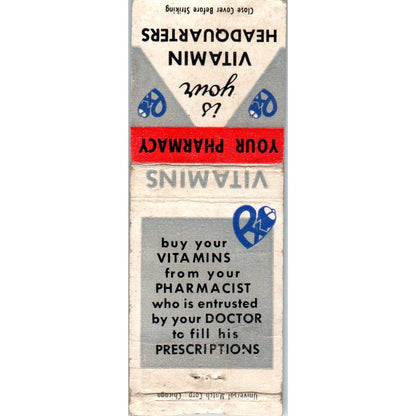 YOUR PHARMACY
is
your
VITAMIN
HEADQUARTERS
Close Cover Before Striking
VITAMINS
Rx
buy your
VITAMINS
from your
PHARMACIST
who is entrusted
by your DOCTOR
to fill his
PRESCRIPTIONS
Universal Match Corp., Chicago